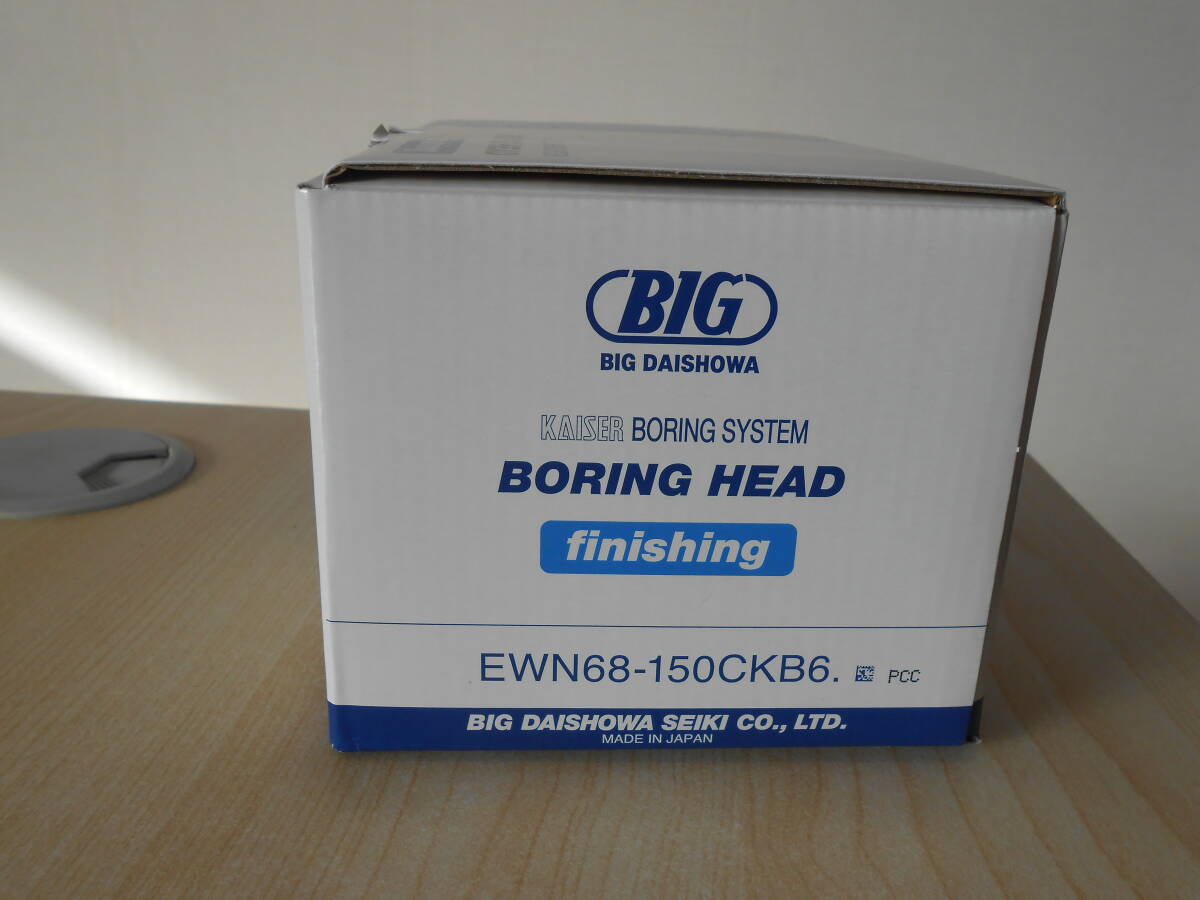 BIG
BIG DAISHOWA
KAISER BORING SYSTEM
BORING HEAD
finishing
EWN68-150CKB6. PCC
BIG DAISHOWA SEIKI CO., LTD.
MADE IN JAPAN